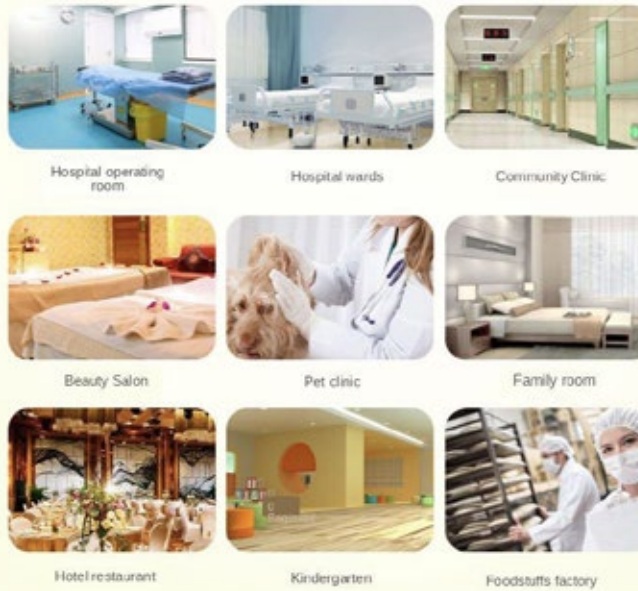 Hospital operating
room
Hospital wards
Community Clinic
Beauty Salon
Pet clinic
Family room
Hotel restaurant
Kindergarten
Foodstuffs factory